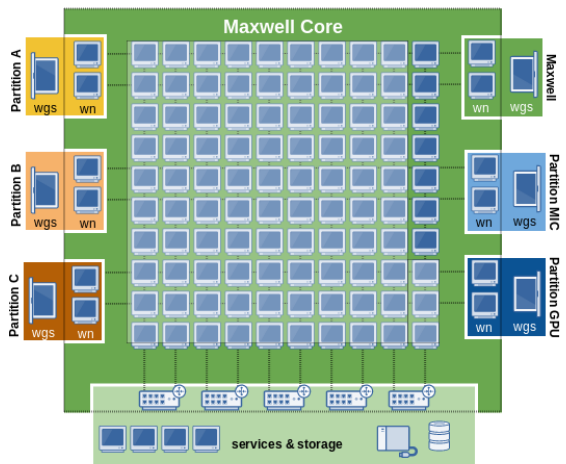 Maxwell Core
Partition A
wgs
wn
Maxwell
wn
wgs
Partition B
wgs
wn
Partition MIC
wn
wgs
Partition C
wgs
wn
Partition GPU
wn
wgs
services & storage